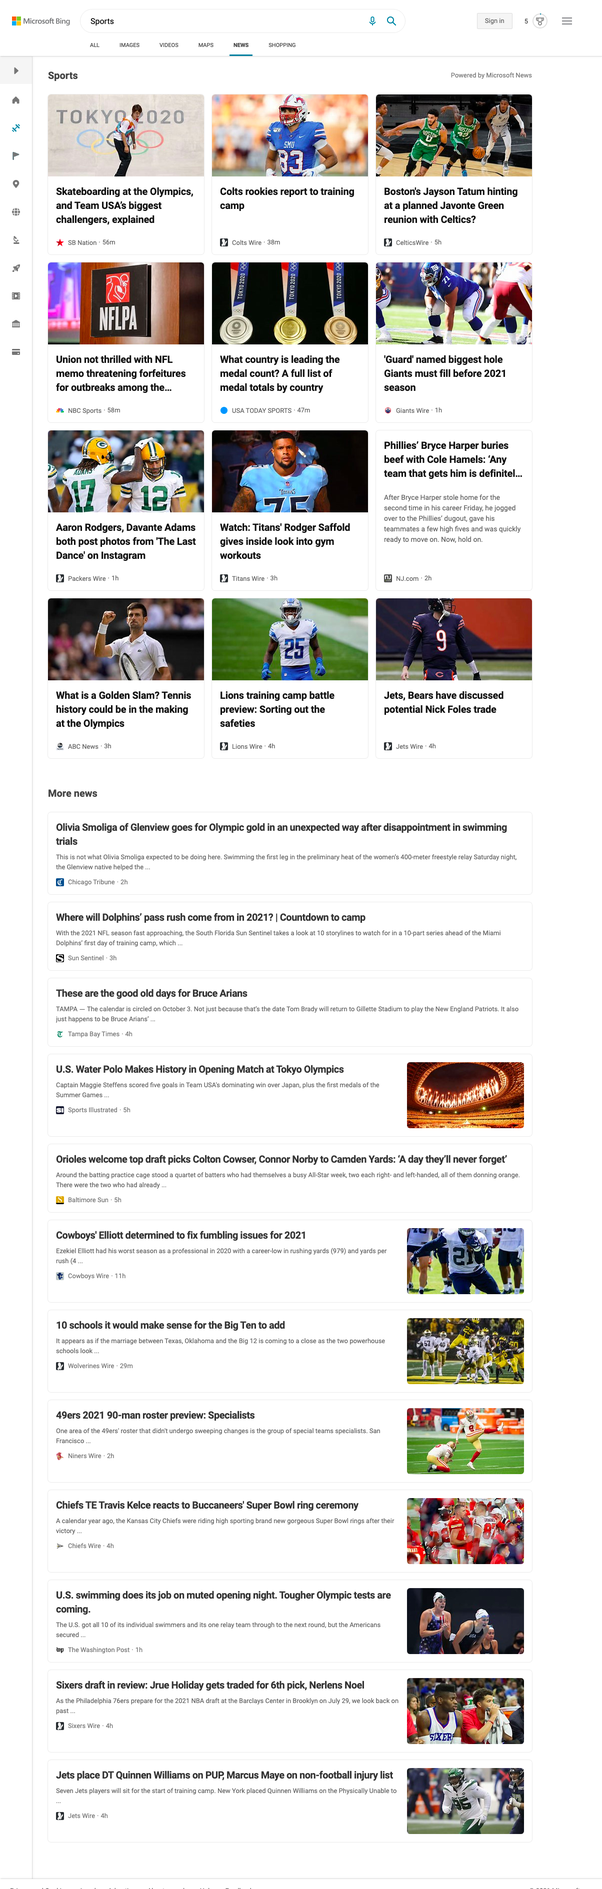 Microsoft Bing
Sports
Sign in
5
ALL IMAGES VIDEOS MAPS NEWS SHOPPING
Sports
Powered by Microsoft News
TOKYO 2020
Skateboarding at the Olympics,
and Team USA's biggest
challengers, explained
SB Nation · 56m
SMU
83
Colts rookies report to training
camp
Colts Wire · 38m
Boston's Jayson Tatum hinting
at a planned Javonte Green
reunion with Celtics?
CelticsWire · 5h
NFLPA
Union not thrilled with NFL
memo threatening forfeitures
for outbreaks among the...
NBC Sports · 58m
TOKYO 2020
What country is leading the
medal count? A full list of
medal totals by country
USA TODAY SPORTS · 47m
'Guard' named biggest hole
Giants must fill before 2021
season
Giants Wire · 1h
ADAMS
17
12
Aaron Rodgers, Davante Adams
both post photos from 'The Last
Dance' on Instagram
Packers Wire · 1h
Watch: Titans' Rodger Saffold
gives inside look into gym
workouts
Titans Wire · 3h
Phillies' Bryce Harper buries
beef with Cole Hamels: 'Any
team that gets him is definitel...
After Bryce Harper stole home for the
second time in his career Friday, he jogged
over to the Phillies' dugout, gave his
teammates a few high fives and was quickly
ready to move on. Now, hold on.
NJ.com · 2h
What is a Golden Slam? Tennis
history could be in the making
at the Olympics
ABC News · 3h
25
Lions training camp battle
preview: Sorting out the
safeties
Lions Wire · 4h
9
Jets, Bears have discussed
potential Nick Foles trade
Jets Wire · 4h
More news
Olivia Smoliga of Glenview goes for Olympic gold in an unexpected way after disappointment in swimming
trials
This is not what Olivia Smoliga expected to be doing here. Swimming the first leg in the preliminary heat of the women's 400-meter freestyle relay Saturday night,
the Glenview native helped the ...
Chicago Tribune · 2h
Where will Dolphins' pass rush come from in 2021? | Countdown to camp
With the 2021 NFL season fast approaching, the South Florida Sun Sentinel takes a look at 10 storylines to watch for in a 10-part series ahead of the Miami
Dolphins' first day of training camp, which ...
Sun Sentinel · 3h
These are the good old days for Bruce Arians
TAMPA — The calendar is circled on October 3. Not just because that's the date Tom Brady will return to Gillette Stadium to play the New England Patriots. It also
just happens to be Bruce Arians' ...
Tampa Bay Times · 4h
U.S. Water Polo Makes History in Opening Match at Tokyo Olympics
Captain Maggie Steffens scored five goals in Team USA's dominating win over Japan, plus the first medals of the
Summer Games ...
Sports Illustrated · 5h
Orioles welcome top draft picks Colton Cowser, Connor Norby to Camden Yards: 'A day they'll never forget'
Around the batting practice cage stood a quartet of batters who had themselves a busy All-Star week, two each right- and left-handed, all of them donning orange.
There were the two who had already ...
Baltimore Sun · 5h
Cowboys' Elliott determined to fix fumbling issues for 2021
Ezekiel Elliott had his worst season as a professional in 2020 with a career-low in rushing yards (979) and yards per
rush (4 ...
Cowboys Wire · 11h
21
10 schools it would make sense for the Big Ten to add
It appears as if the marriage between Texas, Oklahoma and the Big 12 is coming to a close as the two powerhouse
schools look ...
Wolverines Wire · 29m
49ers 2021 90-man roster preview: Specialists
One area of the 49ers' roster that didn't undergo sweeping changes is the group of special teams specialists. San
Francisco ...
Niners Wire · 2h
Chiefs TE Travis Kelce reacts to Buccaneers' Super Bowl ring ceremony
A calendar year ago, the Kansas City Chiefs were riding high sporting brand new gorgeous Super Bowl rings after their
victory ...
Chiefs Wire · 4h
U.S. swimming does its job on muted opening night. Tougher Olympic tests are
coming.
The U.S. got all 10 of its individual swimmers and its one relay team through to the next round, but the Americans
secured ...
The Washington Post · 1h
Sixers draft in review: Jrue Holiday gets traded for 6th pick, Nerlens Noel
As the Philadelphia 76ers prepare for the 2021 NBA draft at the Barclays Center in Brooklyn on July 29, we look back on
past ...
Sixers Wire · 4h
SIXERS
Jets place DT Quinnen Williams on PUP, Marcus Maye on non-football injury list
Seven Jets players will sit for the start of training camp. New York placed Quinnen Williams on the Physically Unable to
...
Jets Wire · 4h
95